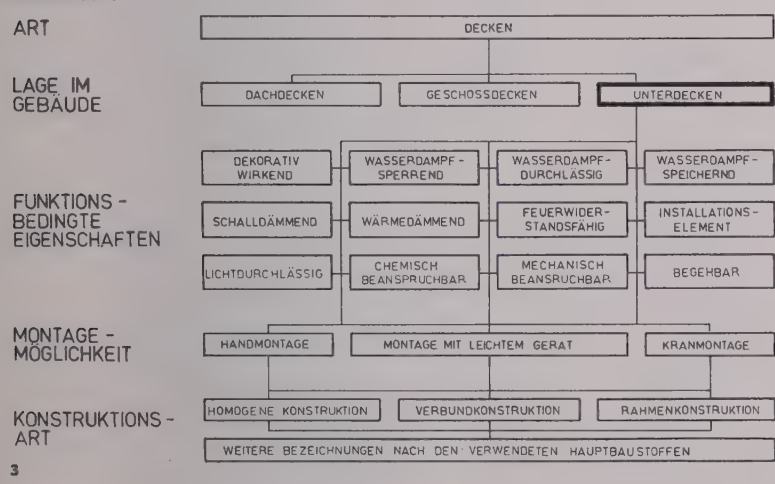 ART
DECKEN
LAGE IM
GEBÄUDE
DACHDECKEN
GESCHOSSDECKEN
UNTERDECKEN
FUNKTIONS-
BEDINGTE
EIGENSCHAFTEN
DEKORATIV
WIRKEND
WASSERDAMPF-
SPERREND
WASSERDAMPF-
DURCHLÄSSIG
WASSERDAMPF-
SPEICHERND
SCHALLDÄMMEND
WÄRMEDÄMMEND
FEUERWIDER-
STANDSFÄHIG
INSTALLATIONS-
ELEMENT
LICHTDURCHLÄSSIG
CHEMISCH
BEANSPRUCHBAR
MECHANISCH
BEANSRUCHBAR
BEGEHBAR
MONTAGE-
MÖGLICHKEIT
HANDMONTAGE
MONTAGE MIT LEICHTEM GERÄT
KRANMONTAGE
KONSTRUKTIONS-
ART
HOMOGENE KONSTRUKTION
VERBUNDKONSTRUKTION
RAHMENKONSTRUKTION
WEITERE BEZEICHNUNGEN NACH DEN VERWENDETEN HAUPTBAUSTOFFEN
3